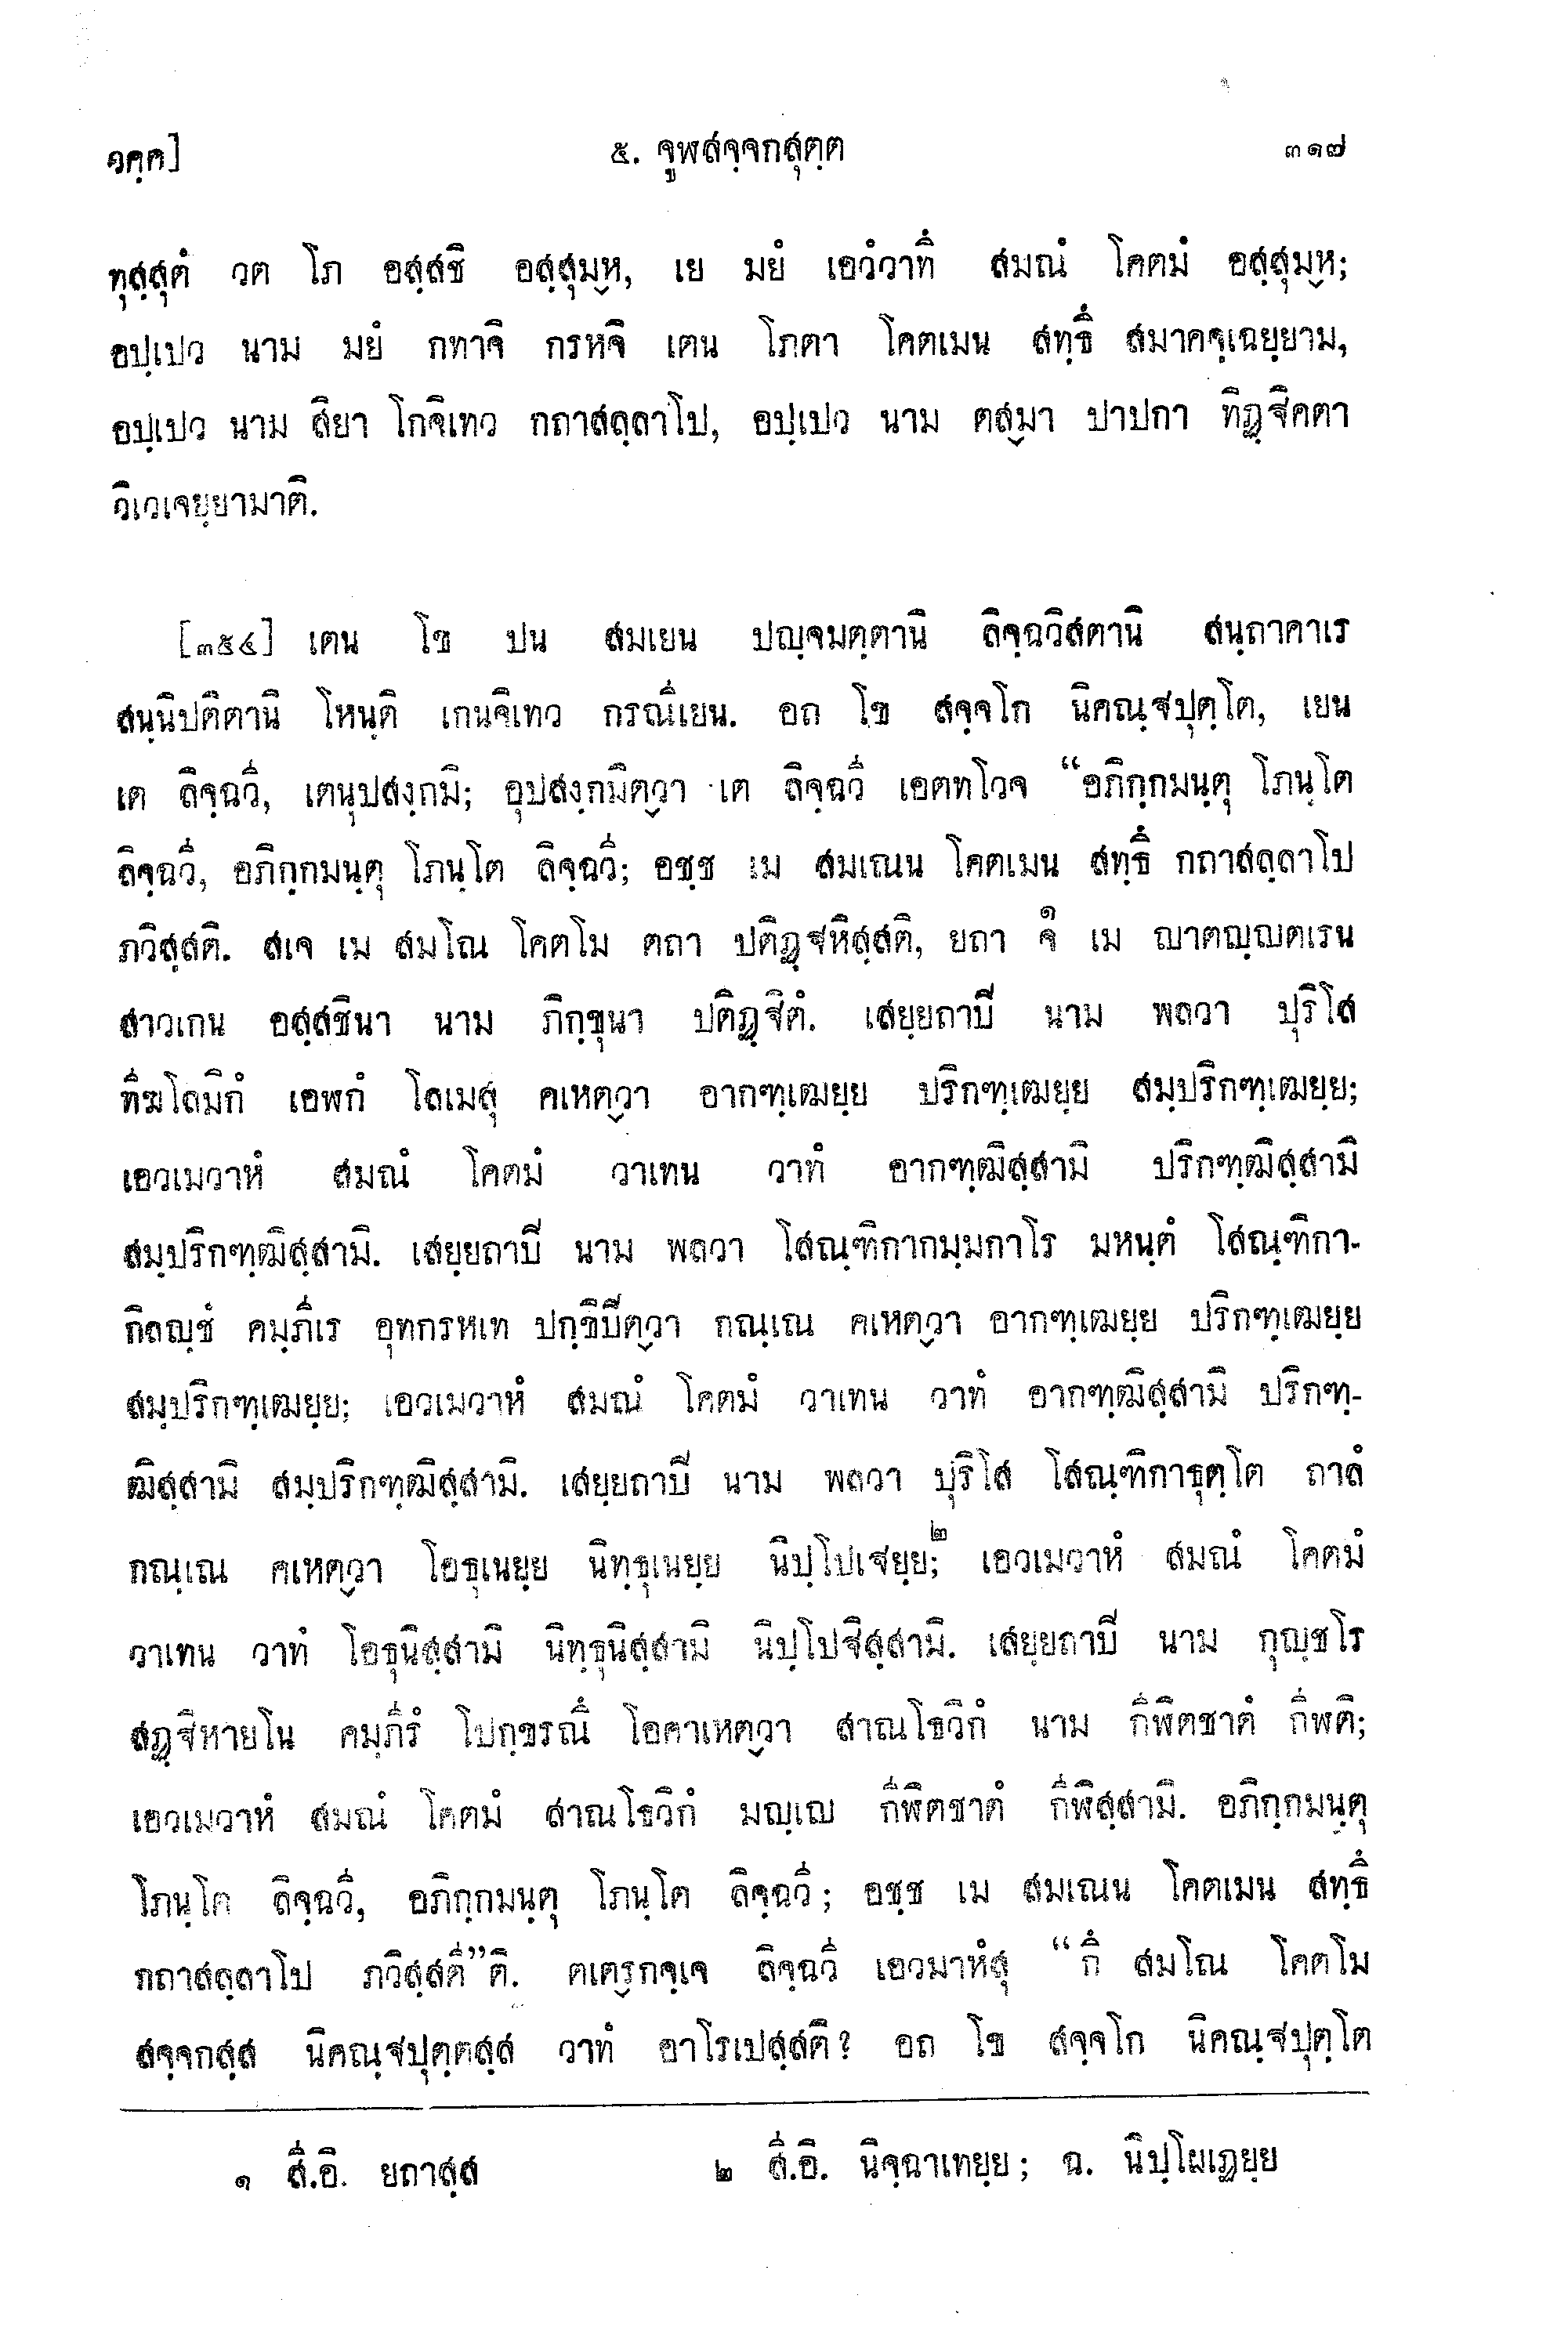 วคฺค]
๕. จูฬสจฺจกสุตฺต
๓๑๗
ทุสฺสุตํ วต โภ อสฺสชิ อสฺสุมฺห, เย มยํ เอวํวาทึ สมณํ โคตมํ อสฺสุมฺห;
อปฺเปว นาม มยํ กทาจิ กรหจิ เตน โภตา โคตเมน สทฺธึ สมาคจฺเฉยฺยาม,
อปฺเปว นาม สิยา โกจิเทว กถาสลฺลาโป, อปฺเปว นาม ตสฺมา ปาปกา ทิฏฺฐิคตา
วิเวเจยฺยามาติ.
[๓๕๔] เตน โข ปน สมเยน ปญฺจมตฺตานิ ลิจฺฉวิสตานิ สนฺถาคาเร
สนฺนิปติตานิ โหนฺติ เกนจิเทว กรณีเยน. อถ โข สจฺจโก นิคณฺฐปุตฺโต, เยน
เต ลิจฺฉวี, เตนุปสงฺกมิ; อุปสงฺกมิตฺวา เต ลิจฺฉวี เอตทโวจ “อภิกฺกมนฺตุ โภนฺโต
ลิจฺฉวี, อภิกฺกมนฺตุ โภนฺโต ลิจฺฉวี; อชฺช เม สมเณน โคตเมน สทฺธึ กถาสลฺลาโป
ภวิสฺสติ. สเจ เม สมโณ โคตโม ตถา ปติฏฺฐหิสฺสติ, ยถา จํ๑ เม ญาตญฺญตเรน
สาวเกน อสฺสชินา นาม ภิกฺขุนา ปติฏฺฐิตํ. เสยฺยถาปี นาม พลวา ปุริโส
ทีฆโลมิกํ เอฬกํ โลเมสุ คเหตฺวา อากฑฺเฒยฺย ปริกฑฺเฒยฺย สมฺปริกฑฺเฒยฺย;
เอวเมวาหํ สมณํ โคตมํ วาเทน วาทํ อากฑฺฒิสฺสามิ ปริกฑฺฒิสฺสามิ
สมฺปริกฑฺฒิสฺสามิ. เสยฺยถาปี นาม พลวา โสณฺฑิกากมฺมกาโร มหนฺตํ โสณฺฑิกา-
กิลญฺชํ คมฺภีเร อุทกรหเท ปกฺขิปีตฺวา กณฺเณ คเหตฺวา อากฑฺเฒยฺย ปริกฑฺเฒยฺย
สมฺปริกฑฺเฒยฺย; เอวเมวาหํ สมณํ โคตมํ วาเทน วาทํ อากฑฺฒิสฺสามิ ปริกฑฺ-
ฒิสฺสามิ สมฺปริกฑฺฒิสฺสามิ. เสยฺยถาปี นาม พลวา ปุริโส โสณฺฑิกาธุตฺโต ถาลํ
กณฺเณ คเหตฺวา โอธุเนยฺย นิทฺธุเนยฺย นิปฺโปเฐยฺย;๒ เอวเมวาหํ สมณํ โคตมํ
วาเทน วาทํ โอธุนิสฺสามิ นิทฺธุนิสฺสามิ นิปฺโปฐิสฺสามิ. เสยฺยถาปี นาม กุญฺชโร
สฏฺฐิหายโน คมฺภีรํ โปกฺขรณึ โอคาเหตฺวา สาณโธวิกํ นาม กีฬิตชาตํ กีฬติ;
เอวเมวาหํ สมณํ โคตมํ สาณโธวิกํ มญฺเญ กีฬิตชาตํ กีฬิสฺสามิ. อภิกฺกมนฺตุ
โภนฺโต ลิจฺฉวี, อภิกฺกมนฺตุ โภนฺโต ลิจฺฉวี; อชฺช เม สมเณน โคตเมน สทฺธึ
กถาสลฺลาโป ภวิสฺสตี”ติ. ตเตฺรกจฺเจ ลิจฺฉวี เอวมาหํสุ “กึ สมโณ โคตโม
สจฺจกสฺส นิคณฺฐปุตฺตสฺส วาทํ อาโรเปสฺสติ? อถ โข สจฺจโก นิคณฺฐปุตฺโต
๑ สี.อิ. ยถาสฺส
๒ สี.อิ. นิจฺฉาเทยฺย; ฉ. นิปฺโผเฏยฺย